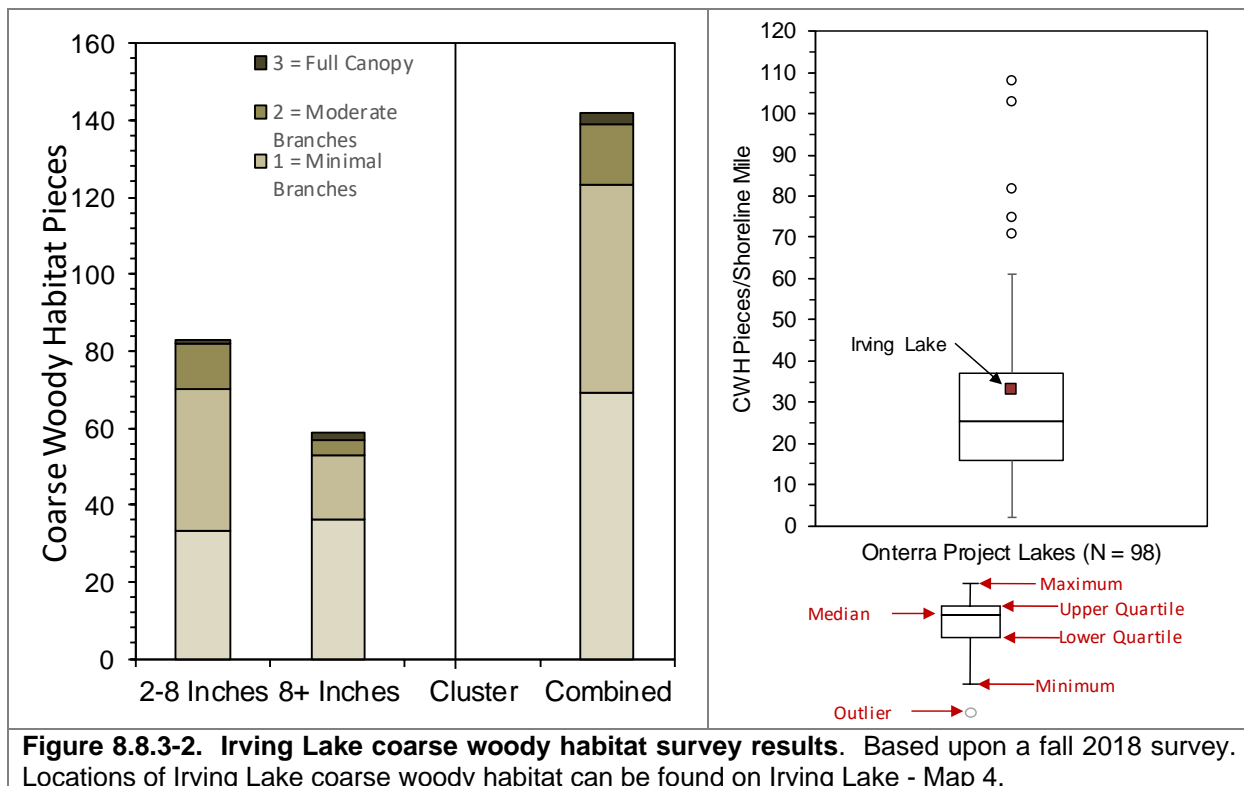 160
140
120
100
80
60
40
20
0
Coarse Woody Habitat Pieces
3 = Full Canopy
2 = Moderate
Branches
1 = Minimal
Branches
2-8 Inches
8+ Inches
Cluster
Combined
120
110
100
90
80
70
60
50
40
30
20
10
0
CWH Pieces/Shoreline Mile
Irving Lake
Onterra Project Lakes (N = 98)
Maximum
Median
Upper Quartile
Lower Quartile
Minimum
Outlier
Figure 8.8.3-2. Irving Lake coarse woody habitat survey results. Based upon a fall 2018 survey.
Locations of Irving Lake coarse woody habitat can be found on Irving Lake - Map 4.